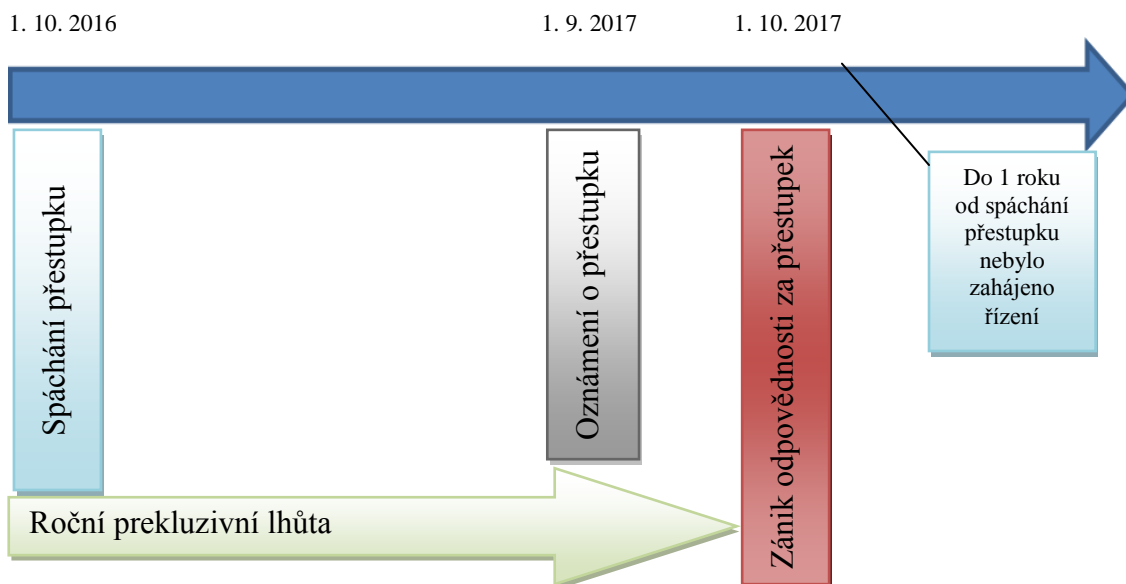 1. 10. 2016
1. 9. 2017
1. 10. 2017
Spáchání přestupku
Oznámení o přestupku
Zánik odpovědnosti za přestupek
Do 1 roku
od spáchání
přestupku
nebylo
zahájeno
řízení
Roční prekluzivní lhůta